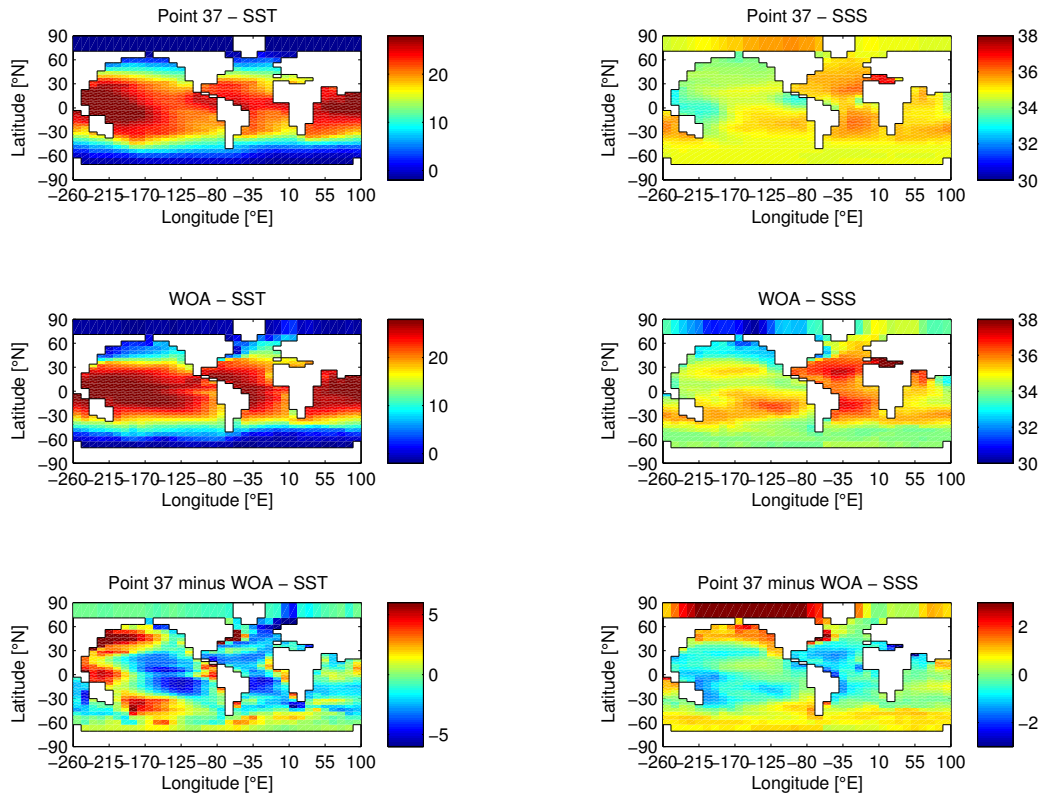 Point 37 – SST
90
60
30
0
−30
−60
−90
Latitude [°N]
−260−215−170−125 −80 −35 10 55 100
Longitude [°E]
20
10
0
Point 37 – SSS
90
60
30
0
−30
−60
−90
Latitude [°N]
−260−215−170−125 −80 −35 10 55 100
Longitude [°E]
38
36
34
32
30
WOA – SST
90
60
30
0
−30
−60
−90
Latitude [°N]
−260−215−170−125 −80 −35 10 55 100
Longitude [°E]
20
10
0
WOA – SSS
90
60
30
0
−30
−60
−90
Latitude [°N]
−260−215−170−125 −80 −35 10 55 100
Longitude [°E]
38
36
34
32
30
Point 37 minus WOA – SST
90
60
30
0
−30
−60
−90
Latitude [°N]
−260−215−170−125 −80 −35 10 55 100
Longitude [°E]
5
0
−5
Point 37 minus WOA – SSS
90
60
30
0
−30
−60
−90
Latitude [°N]
−260−215−170−125 −80 −35 10 55 100
Longitude [°E]
2
0
−2